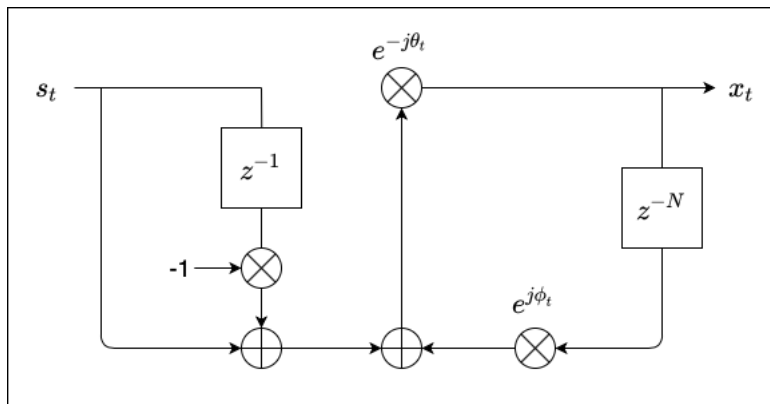 e^{-jθ_t}
s_t
x_t
z^{-1}
z^{-N}
-1
e^{jϕ_t}